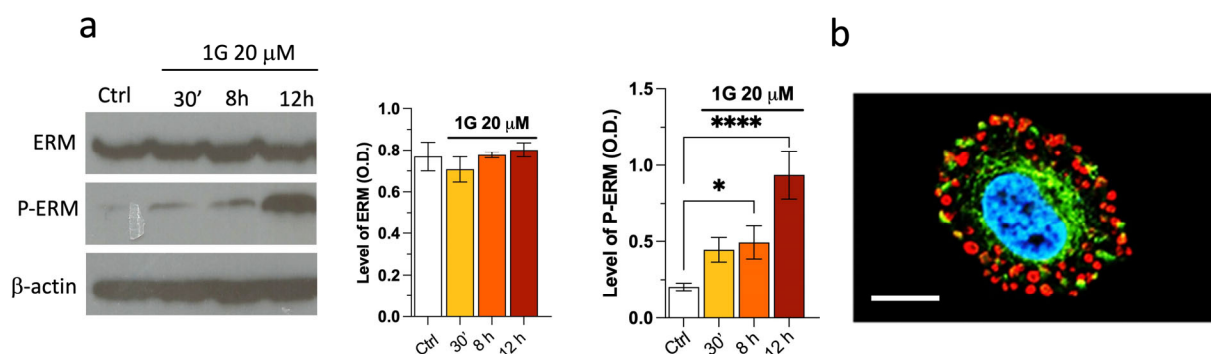 a
1G 20 μM
Ctrl 30’ 8h 12h
ERM
P-ERM
β-actin
Level of ERM (O.D.)
1.0
0.8
0.6
0.4
0.2
0.0
1G 20 μM
Ctrl 30' 8 h 12 h
Level of P-ERM (O.D.)
1.5
1.0
0.5
0.0
1G 20 μM
****
*
Ctrl 30' 8 h 12 h
b